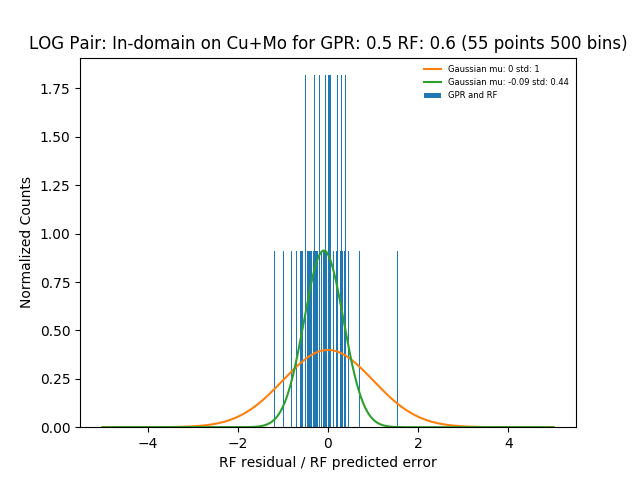 LOG Pair: In-domain on Cu+Mo for GPR: 0.5 RF: 0.6 (55 points 500 bins)
Gaussian mu: 0 std: 1
Gaussian mu: -0.09 std: 0.44
GPR and RF
Normalized Counts
1.75
1.50
1.25
1.00
0.75
0.50
0.25
0.00
−4
−2
0
2
4
RF residual / RF predicted error